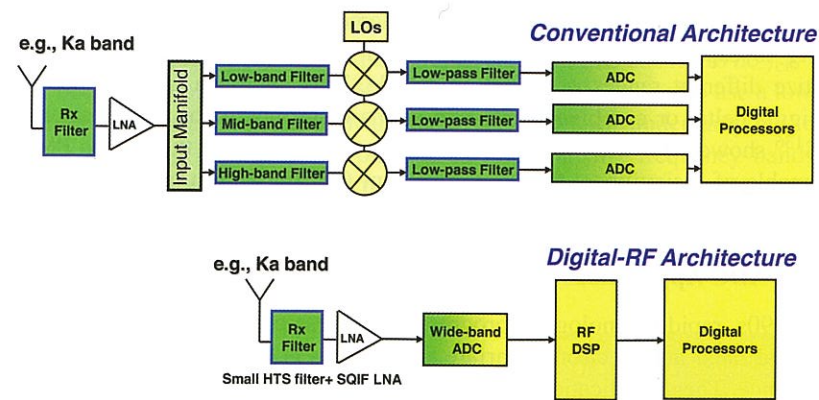 LOs
Conventional Architecture
e.g., Ka band
Rx
Filter
LNA
Input Manifold
Low-band Filter
Low-pass Filter
ADC
Mid-band Filter
Low-pass Filter
ADC
High-band Filter
Low-pass Filter
ADC
Digital
Processors
Digital-RF Architecture
e.g., Ka band
Rx
Filter
LNA
Wide-band
ADC
RF
DSP
Digital
Processors
Small HTS filter+ SQIF LNA